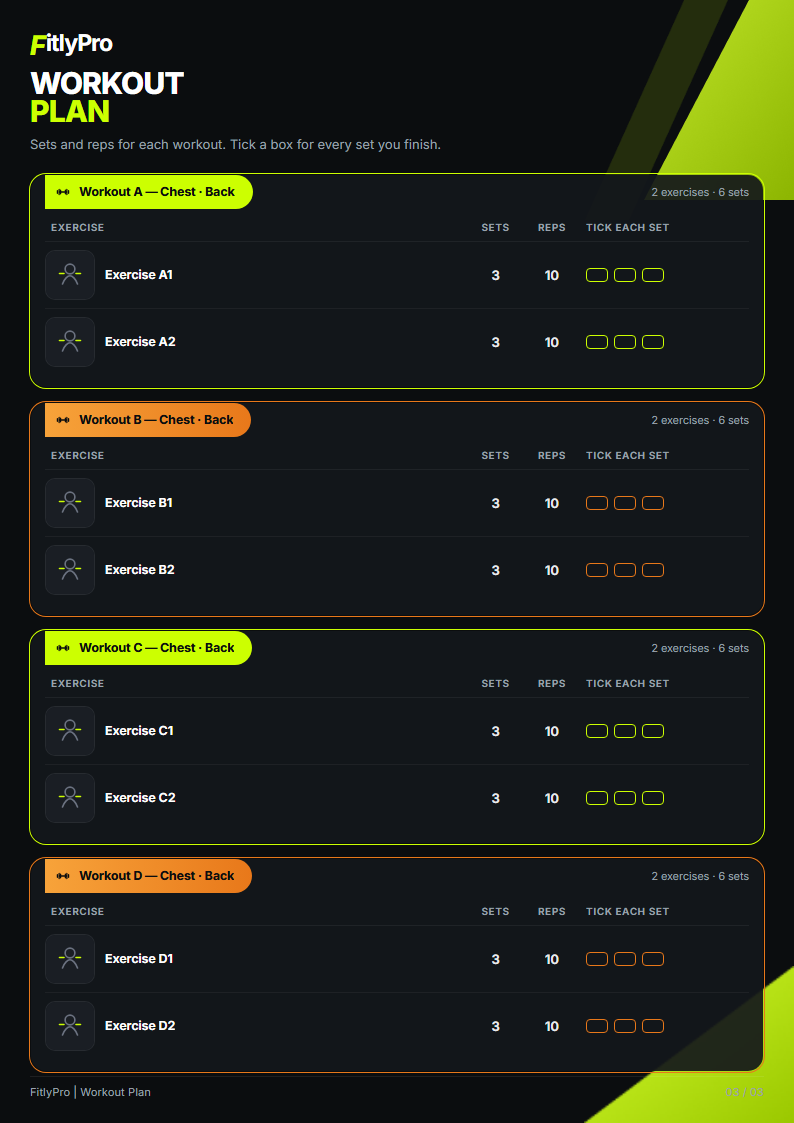 FitlyPro
WORKOUT
PLAN
Sets and reps for each workout. Tick a box for every set you finish.
Workout A — Chest · Back
2 exercises · 6 sets
EXERCISE SETS REPS TICK EACH SET
Exercise A1 3 10
Exercise A2 3 10
Workout B — Chest · Back
2 exercises · 6 sets
EXERCISE SETS REPS TICK EACH SET
Exercise B1 3 10
Exercise B2 3 10
Workout C — Chest · Back
2 exercises · 6 sets
EXERCISE SETS REPS TICK EACH SET
Exercise C1 3 10
Exercise C2 3 10
Workout D — Chest · Back
2 exercises · 6 sets
EXERCISE SETS REPS TICK EACH SET
Exercise D1 3 10
Exercise D2 3 10
FitlyPro | Workout Plan
03 / 03